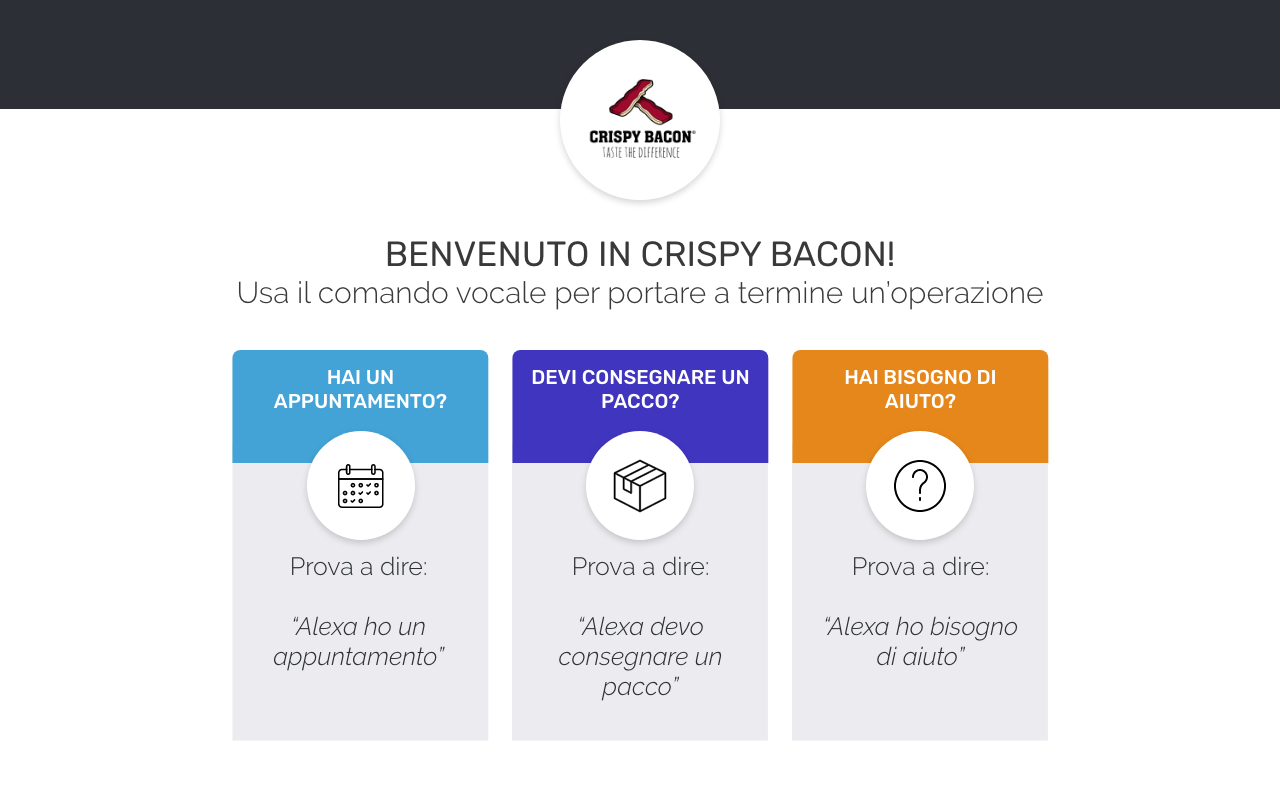 CRISPY BACON®
TASTE THE DIFFERENCE
BENVENUTO IN CRISPY BACON!
Usa il comando vocale per portare a termine un'operazione
HAI UN
APPUNTAMENTO?
Prova a dire:
“Alexa ho un
appuntamento”
DEVI CONSEGNARE UN
PACCO?
Prova a dire:
“Alexa devo
consegnare un
pacco”
HAI BISOGNO DI
AIUTO?
Prova a dire:
“Alexa ho bisogno
di aiuto”